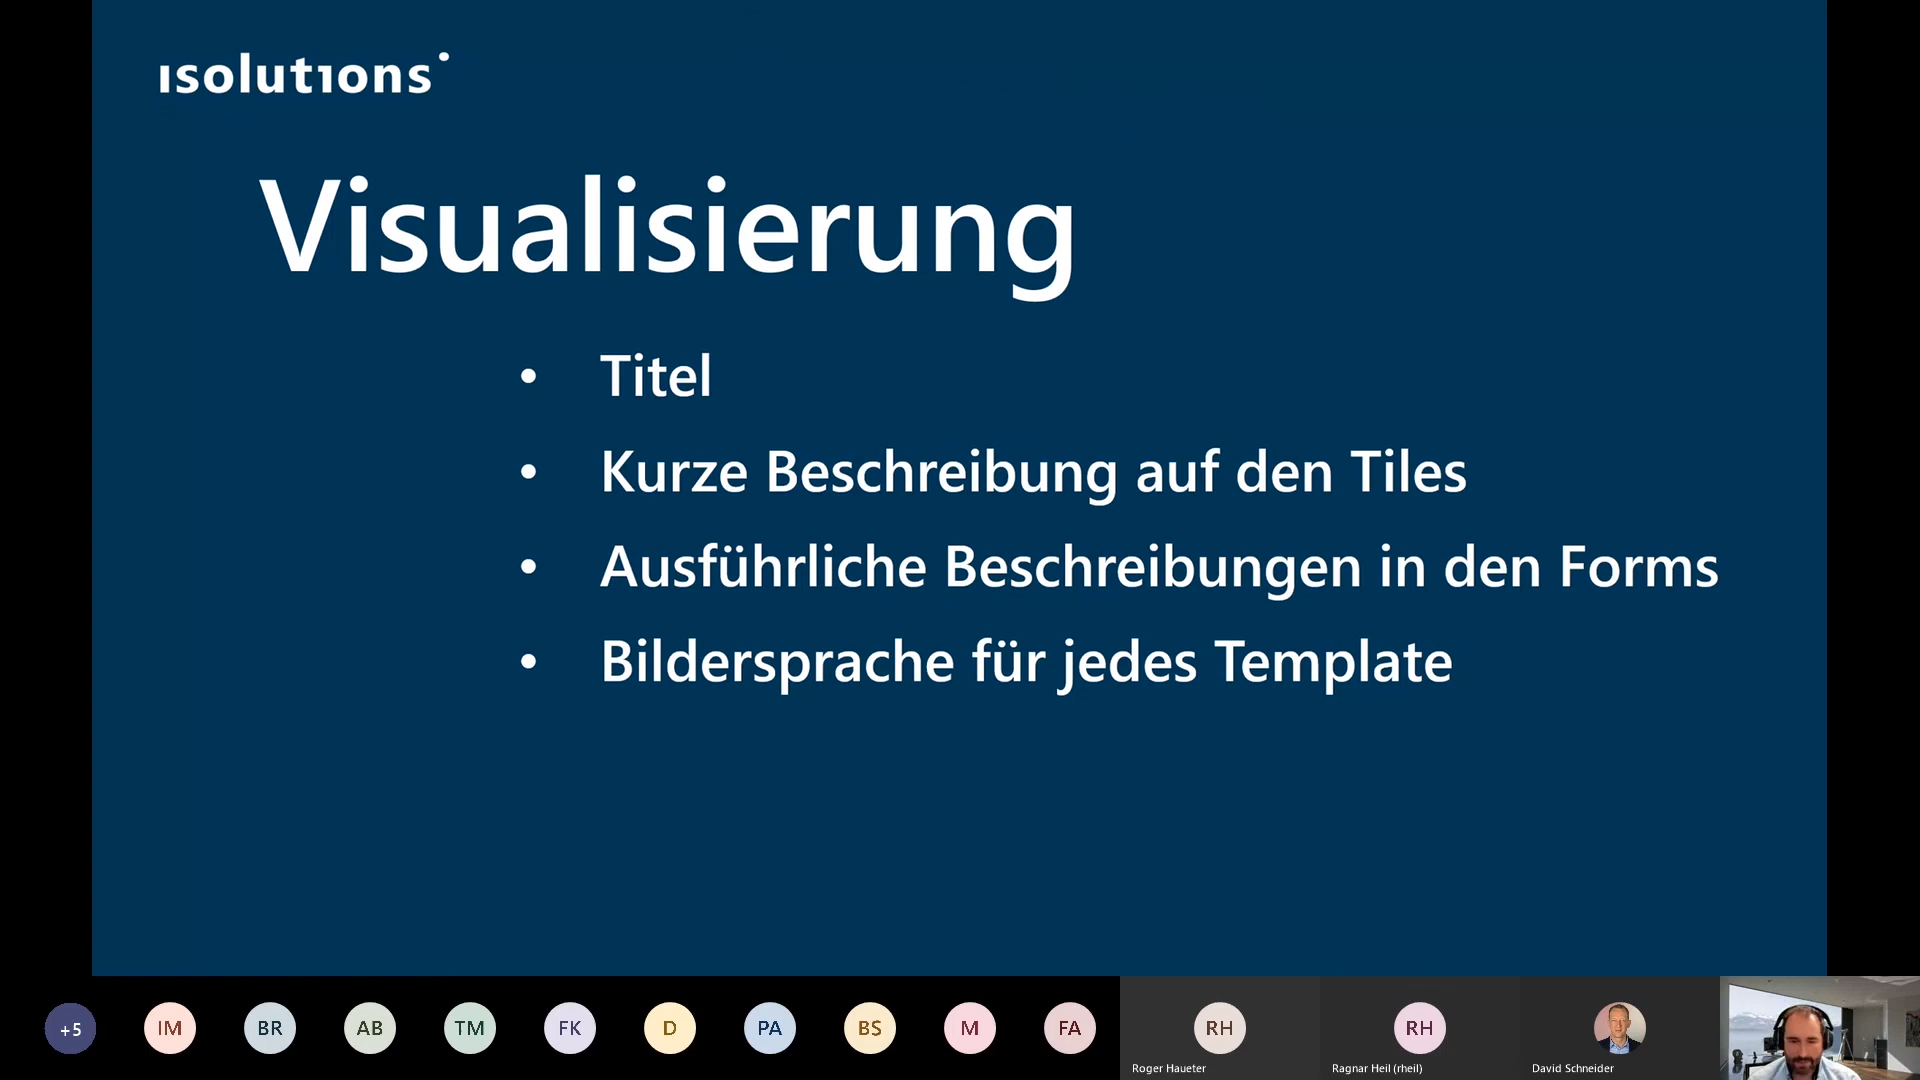 isolutions
Visualisierung
• Titel
• Kurze Beschreibung auf den Tiles
• Ausführliche Beschreibungen in den Forms
• Bildersprache für jedes Template
+5
IM
BR
AB
TM
FK
D
PA
BS
M
FA
RH
RH
Roger Haueter
Ragnar Heil (rheil)
David Schneider